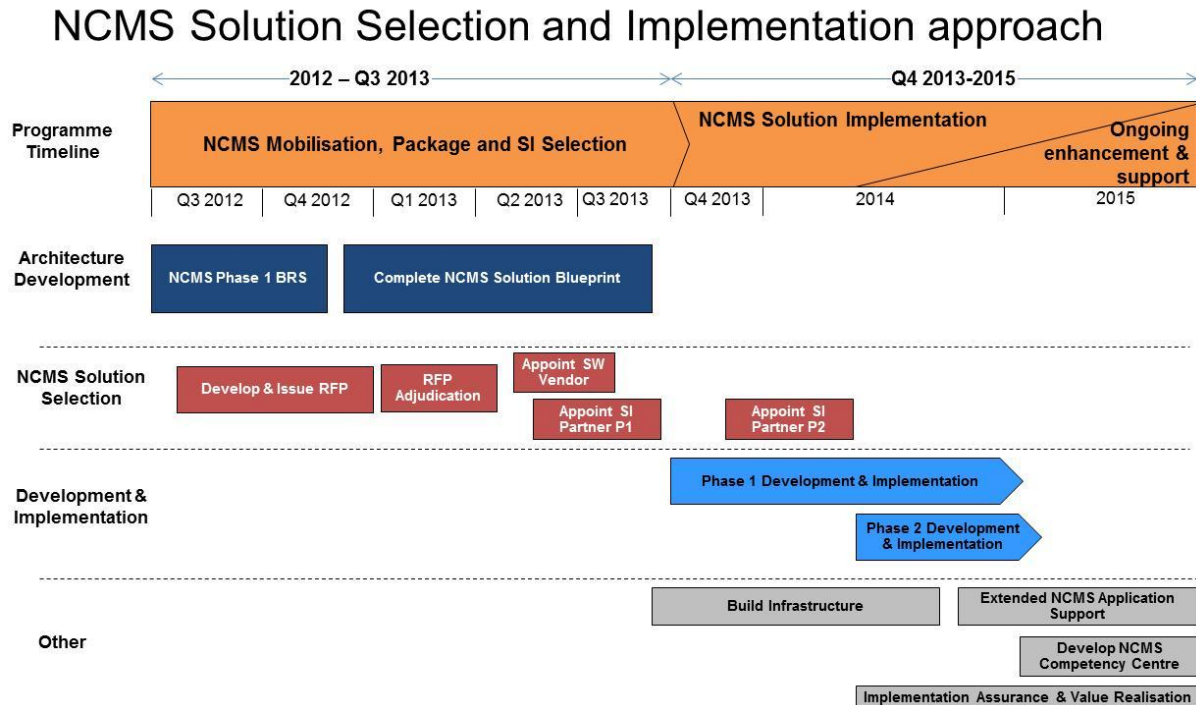 NCMS Solution Selection and Implementation approach
2012 – Q3 2013
Q4 2013-2015
Programme
Timeline
NCMS Mobilisation, Package and SI Selection
NCMS Solution Implementation
Ongoing
enhancement &
support
Q3 2012
Q4 2012
Q1 2013
Q2 2013
Q3 2013
Q4 2013
2014
2015
Architecture
Development
NCMS Phase 1 BRS
Complete NCMS Solution Blueprint
NCMS Solution
Selection
Develop & Issue RFP
RFP
Adjudication
Appoint SW
Vendor
Appoint SI
Partner P1
Appoint SI
Partner P2
Development &
Implementation
Phase 1 Development & Implementation
Phase 2 Development
& Implementation
Other
Build Infrastructure
Extended NCMS Application
Support
Develop NCMS
Competency Centre
Implementation Assurance & Value Realisation